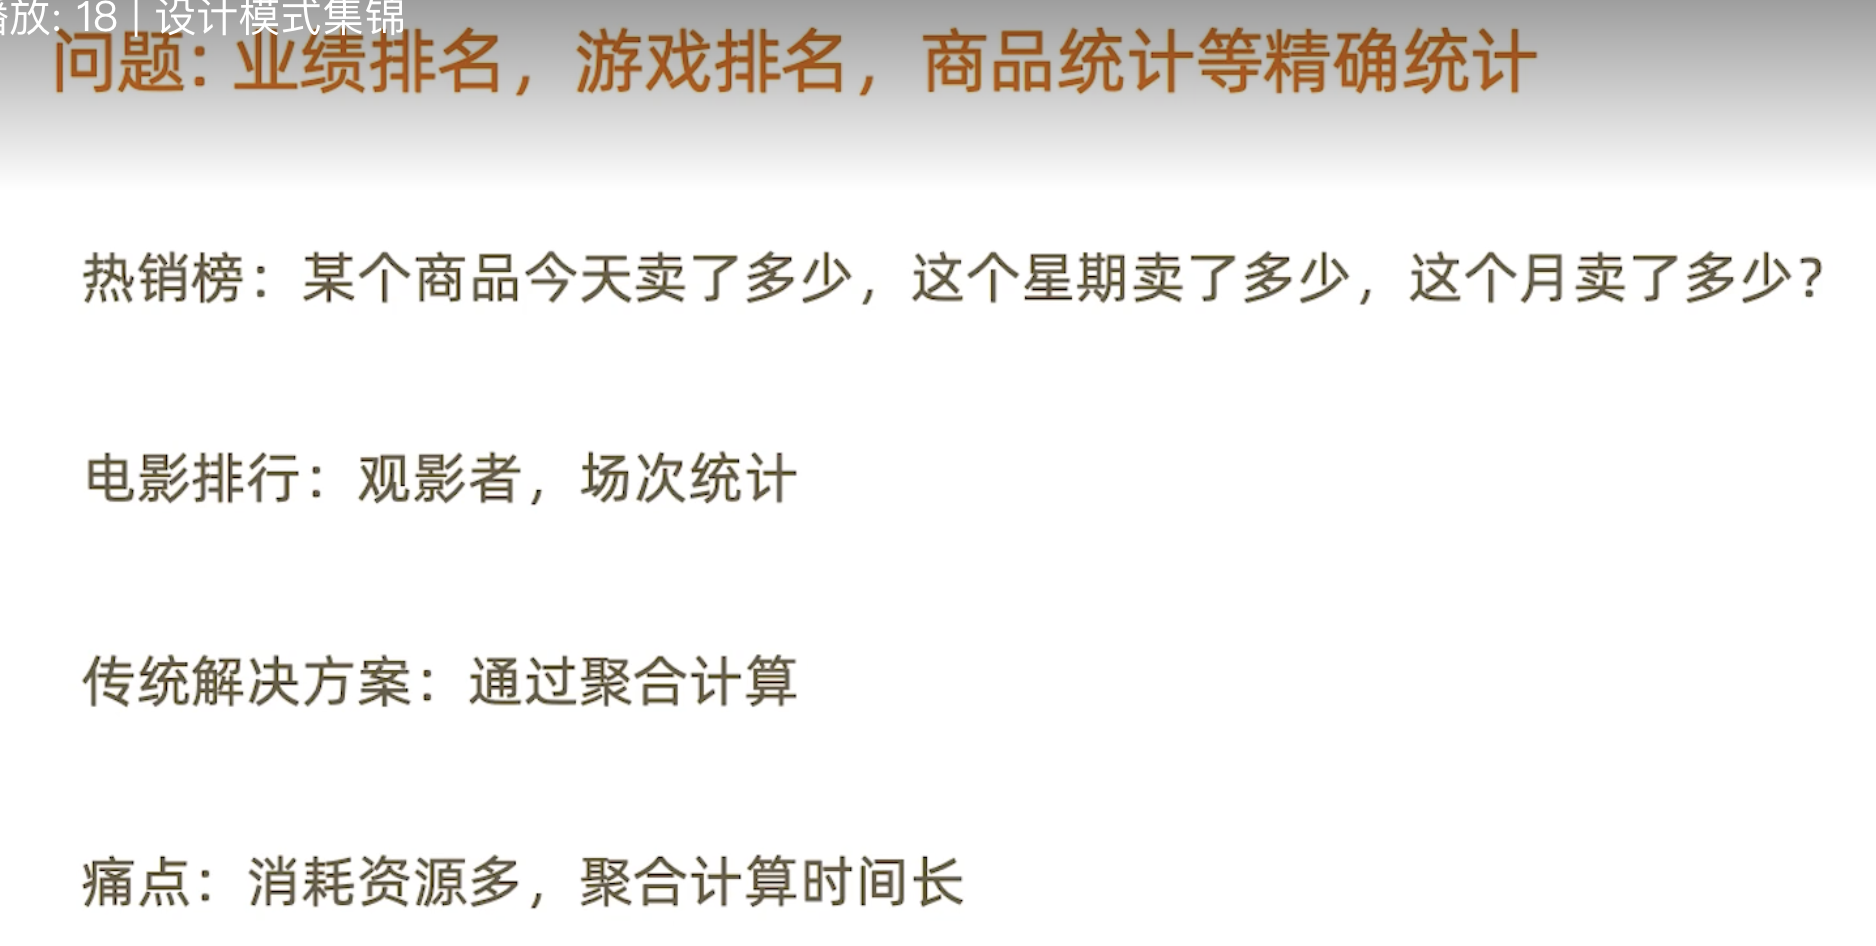 播放: 18 | 设计模式集锦
问题: 业绩排名，游戏排名，商品统计等精确统计
热销榜：某个商品今天卖了多少，这个星期卖了多少，这个月卖了多少?
电影排行：观影者，场次统计
传统解决方案：通过聚合计算
痛点：消耗资源多，聚合计算时间长